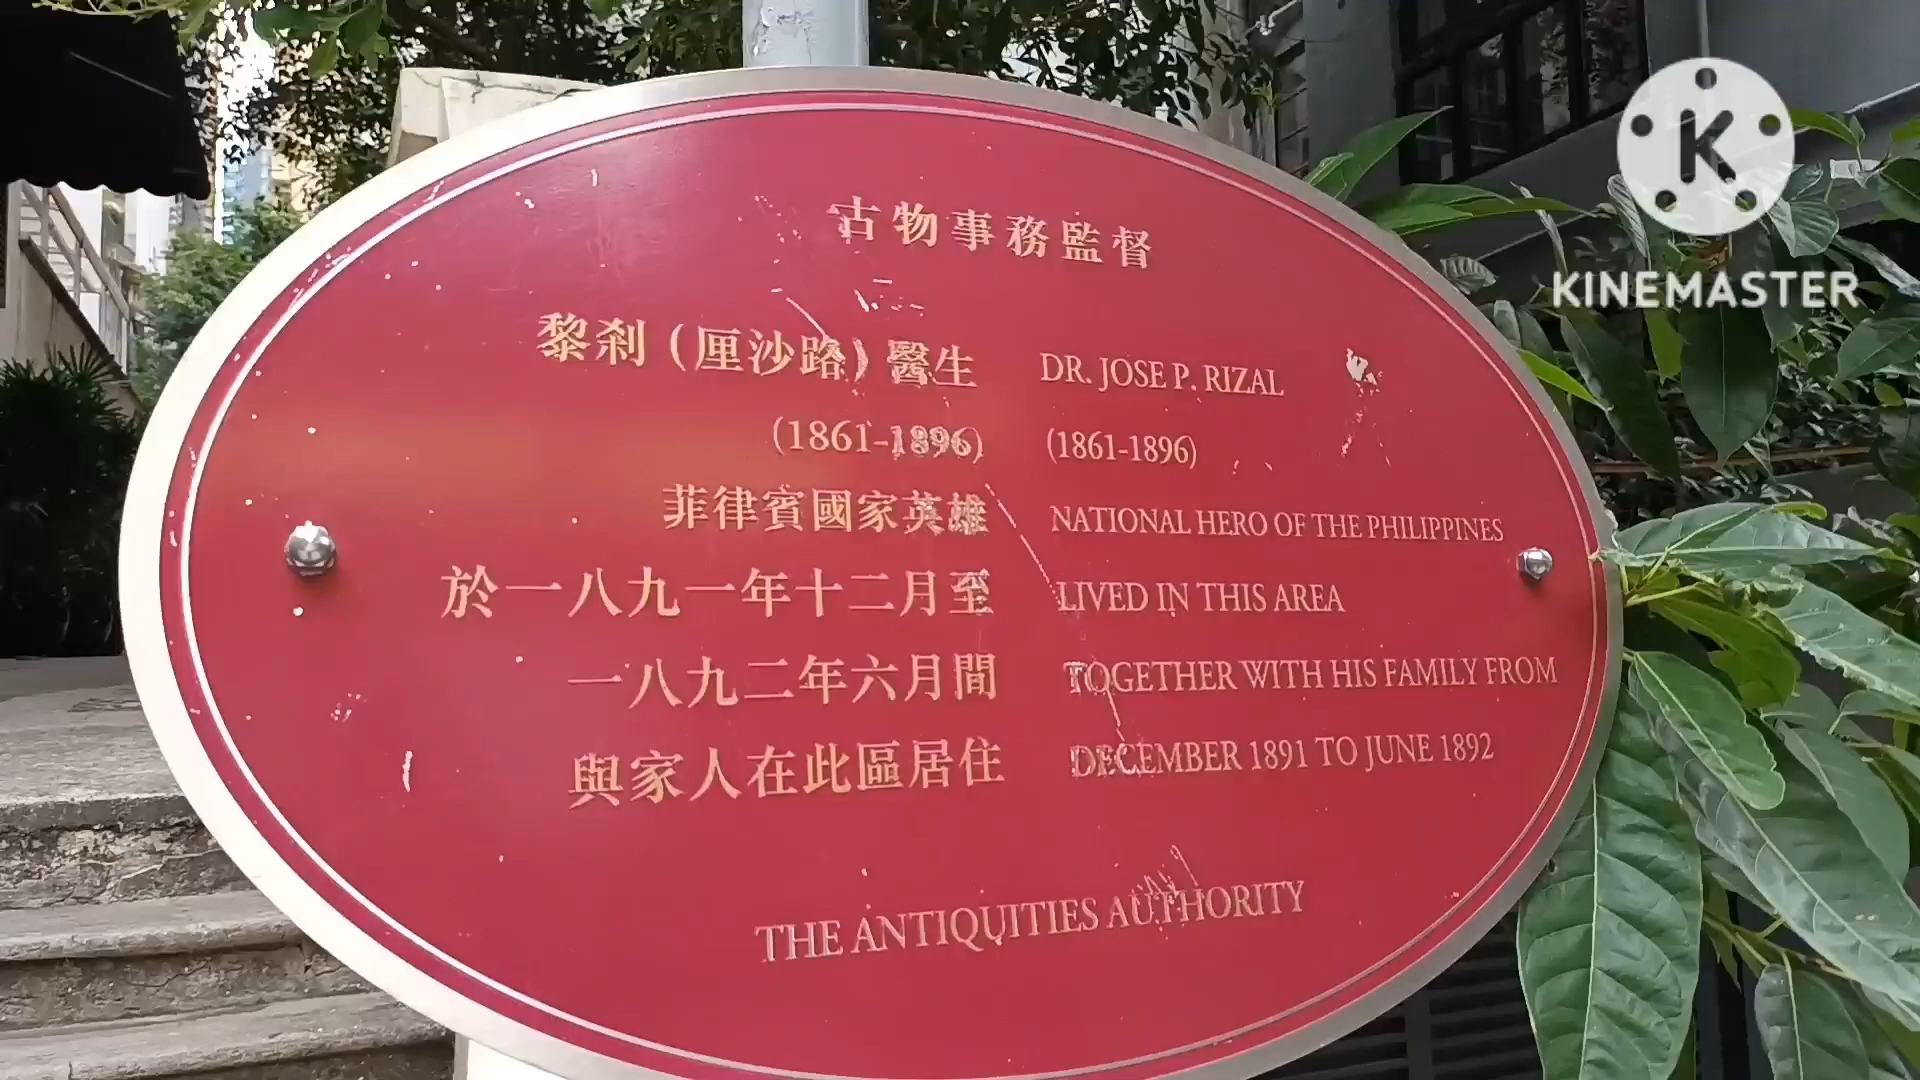 古物事務監督
黎剎（厘沙路）醫生
(1861-1896)
菲律賓國家英雄
於一八九一年十二月至
一八九二年六月間
與家人在此區居住
DR. JOSE P. RIZAL
(1861-1896)
NATIONAL HERO OF THE PHILIPPINES
LIVED IN THIS AREA
TOGETHER WITH HIS FAMILY FROM
DECEMBER 1891 TO JUNE 1892
THE ANTIQUITIES AUTHORITY
K
KINEMASTER